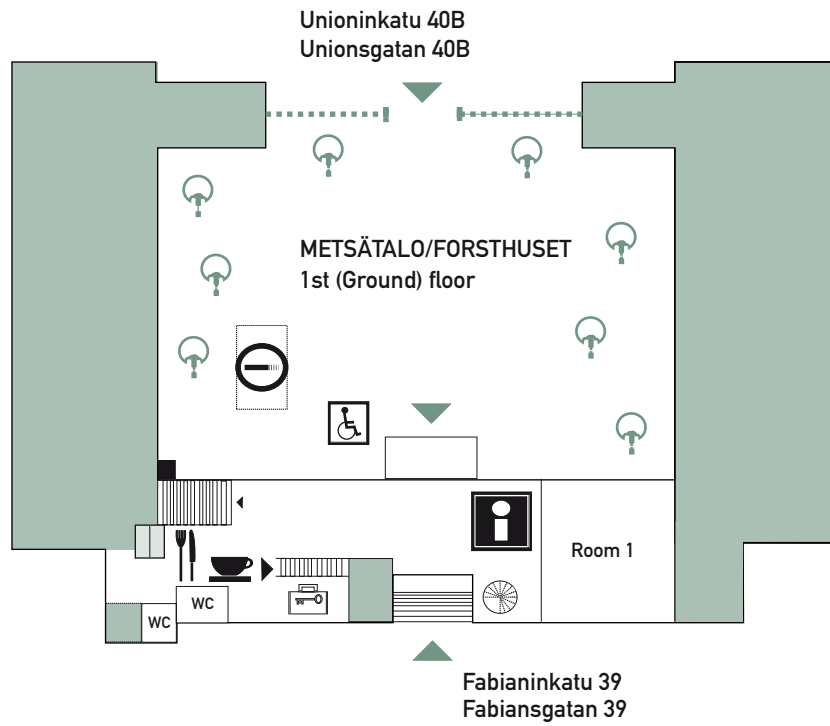 Unioninkatu 40B
Unionsgatan 40B
METSÄTALO/FORSTHUSET
1st (Ground) floor
Room 1
WC
WC
Fabianinkatu 39
Fabiansgatan 39